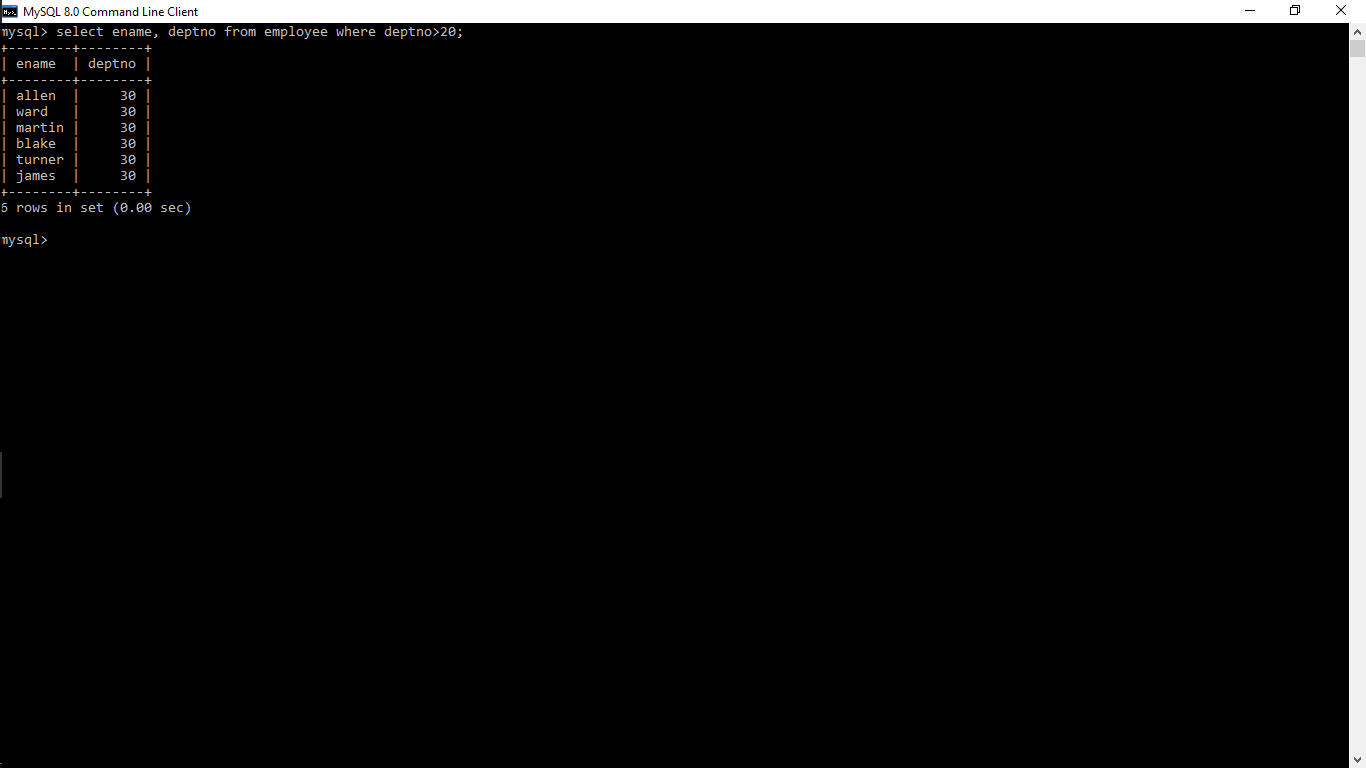 MySQL 8.0 Command Line Client
mysql> select ename, deptno from employee where deptno>20;
+--------+--------+
| ename  | deptno |
+--------+--------+
| allen  |     30 |
| ward   |     30 |
| martin |     30 |
| blake  |     30 |
| turner |     30 |
| james  |     30 |
+--------+--------+
6 rows in set (0.00 sec)
mysql>